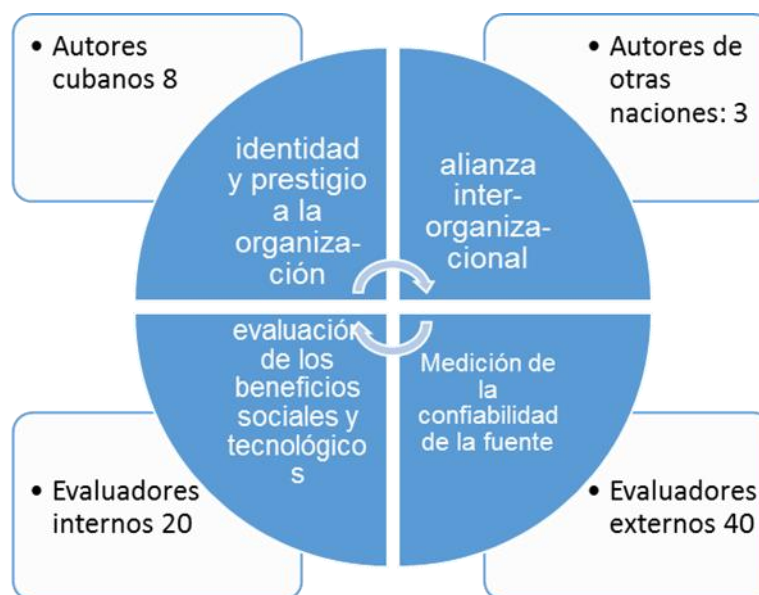 • Autores
cubanos 8
• Autores de
otras
naciones: 3
identidad
y prestigio
a la
organiza-
ción
alianza
inter-
organiza-
cional
evaluación
de los
beneficios
sociales y
tecnológico
s
Medición de
la
confiabilidad
de la fuente
• Evaluadores
internos 20
• Evaluadores
externos 40